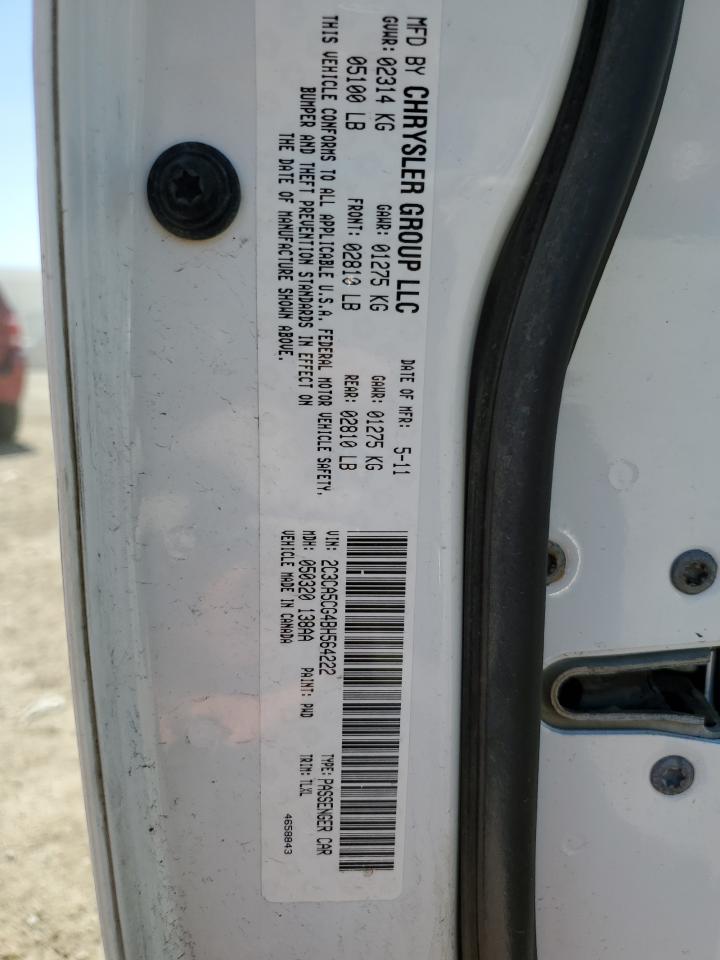 MFD BY CHRYSLER GROUP LLC DATE OF MFR: 5-11
GVWR: 02314 KG GAWR: 01275 KG GAWR: 01275 KG
05100 LB FRONT: 02810 LB REAR: 02810 LB
THIS VEHICLE CONFORMS TO ALL APPLICABLE U.S.A. FEDERAL MOTOR VEHICLE SAFETY,
BUMPER AND THEFT PREVENTION STANDARDS IN EFFECT ON
THE DATE OF MANUFACTURE SHOWN ABOVE.
VIN: 2C3CA5CG4BH564222 TYPE: PASSENGER CAR
MDH: 050320 138AA PAINT: PWD TRIM: TLXL
VEHICLE MADE IN CANADA 4658843